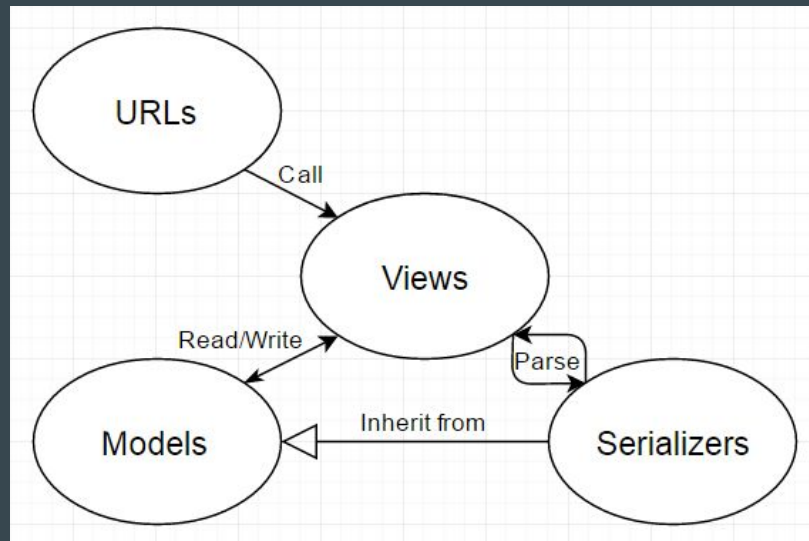 URLs
Call
Views
Read/Write
Parse
Models
Inherit from
Serializers